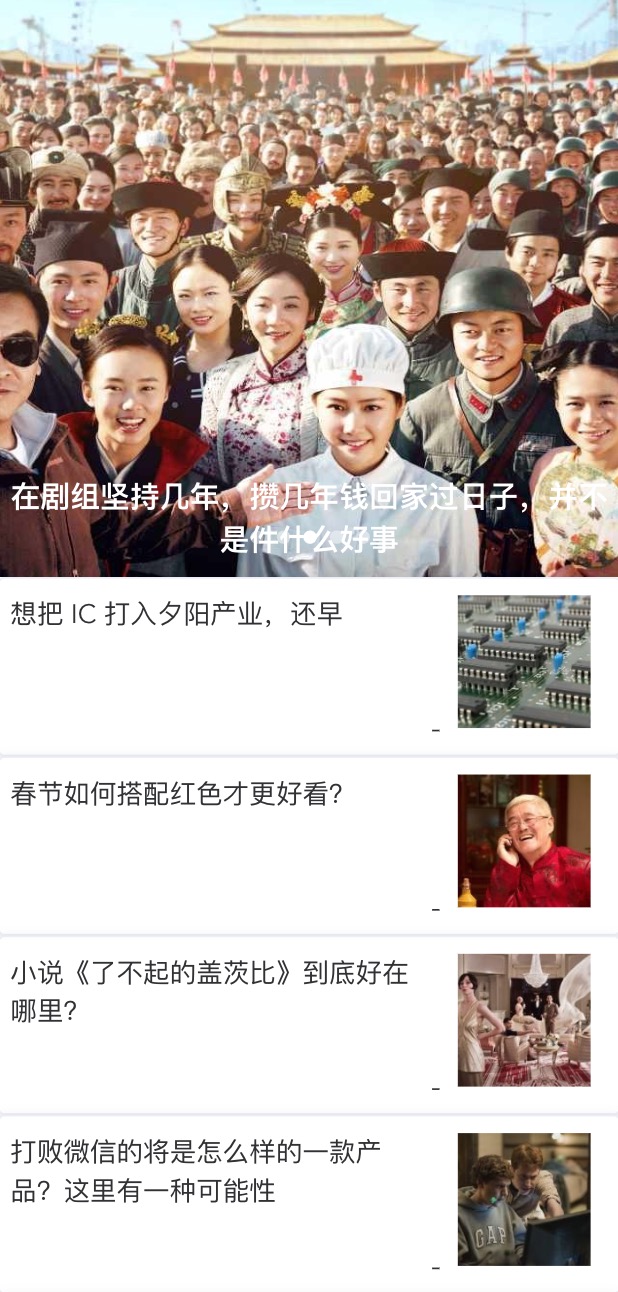 在剧组坚持几年，攒几年钱回家过日子，并不
是件什么好事
想把 IC 打入夕阳产业，还早
春节如何搭配红色才更好看？
小说《了不起的盖茨比》到底好在
哪里？
打败微信的将是怎么样的一款产
品？这里有一种可能性
GAP